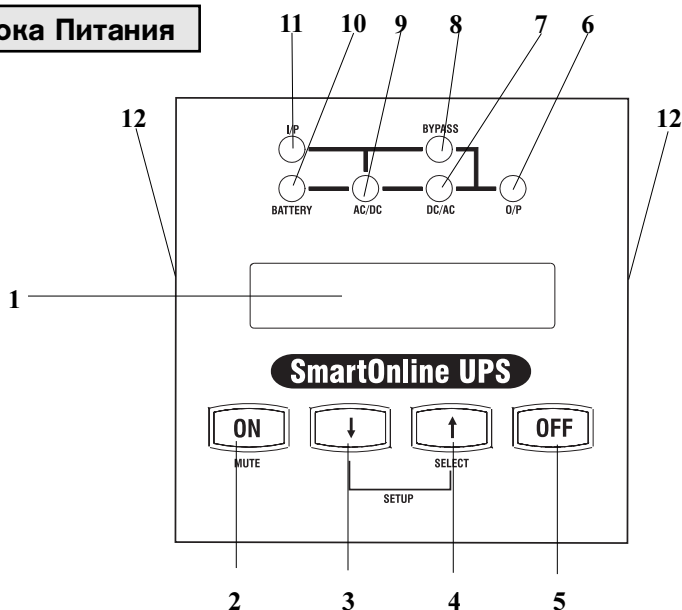 ока Питания
11 10 9 8 7 6
12 12
I/P BYPASS
BATTERY AC/DC DC/AC O/P
1
SmartOnline UPS
ON ↓ ↑ OFF
MUTE SELECT
SETUP
2 3 4 5